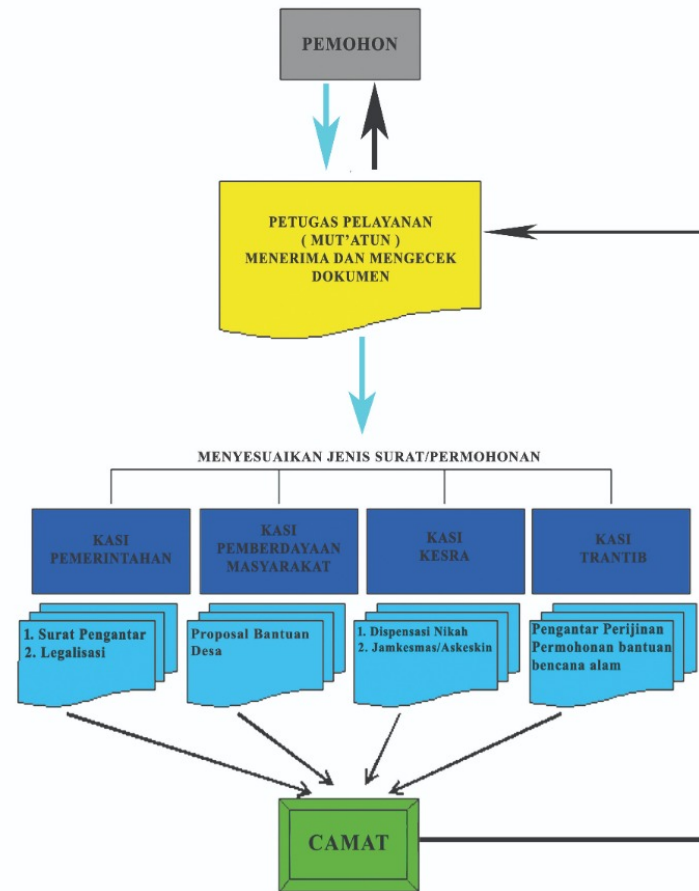 PEMOHON
PETUGAS PELAYANAN
( MUT'ATUN )
MENERIMA DAN MENGECEK
DOKUMEN
MENYESUAIKAN JENIS SURAT/PERMOHONAN
KASI
PEMERINTAHAN
KASI
PEMBERDAYAAN
MASYARAKAT
KASI
KESRA
KASI
TRANTIB
1. Surat Pengantar
2. Legalisasi
Proposal Bantuan
Desa
1. Dispensasi Nikah
2. Jamkesmas/Askeskin
Pengantar Perijinan
Permohonan bantuan
bencana alam
CAMAT